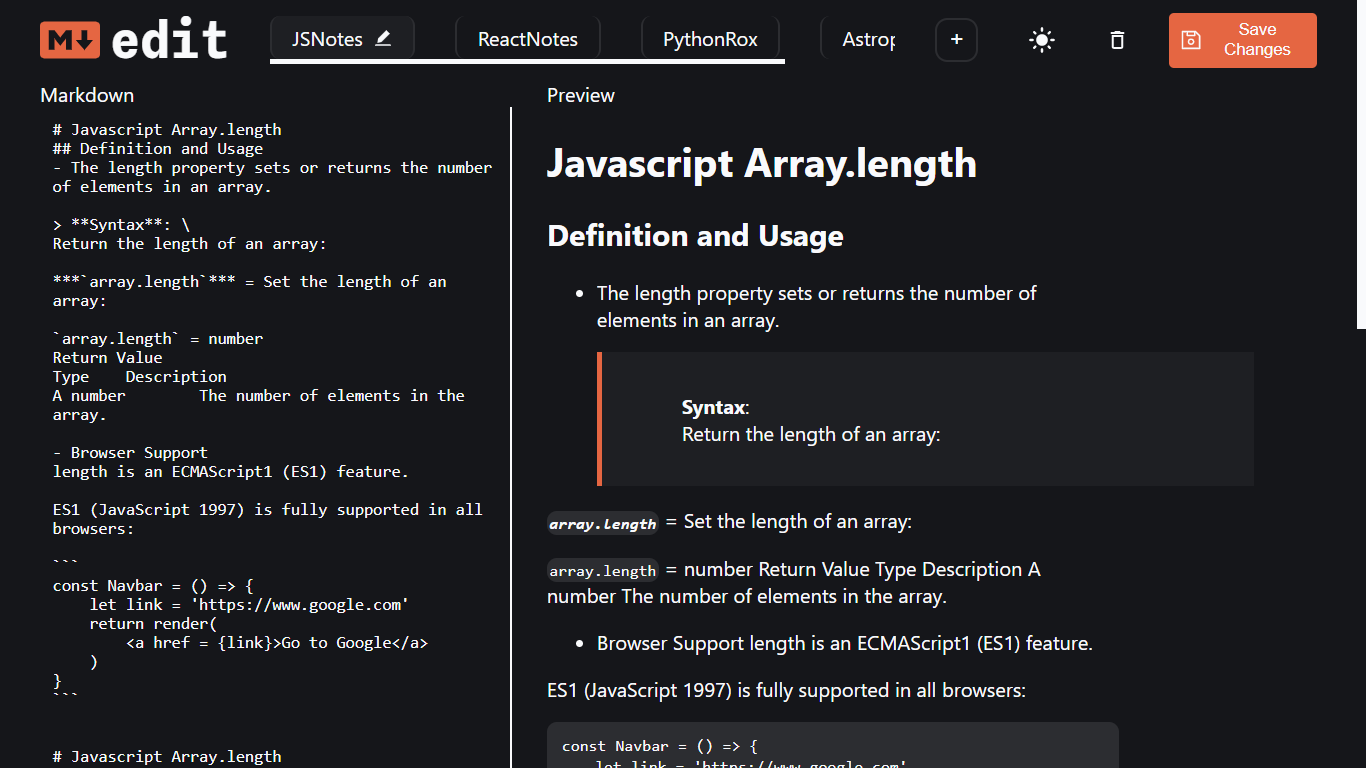 M edit
JSNotes
ReactNotes
PythonRox
Astrop
+
Save
Changes
Markdown
# Javascript Array.length
## Definition and Usage
- The length property sets or returns the number
of elements in an array.
> **Syntax**: \
Return the length of an array:
***`array.length`*** = Set the length of an
array:
`array.length` = number
Return Value
Type    Description
A number        The number of elements in the
array.
- Browser Support
length is an ECMAScript1 (ES1) feature.
ES1 (JavaScript 1997) is fully supported in all
browsers:
```
const Navbar = () => {
    let link = 'https://www.google.com'
    return render(
        <a href = {link}>Go to Google</a>
    )
}
```
# Javascript Array.length
Preview
Javascript Array.length
Definition and Usage
• The length property sets or returns the number of
elements in an array.
Syntax:
Return the length of an array:
array.length = Set the length of an array:
array.length = number Return Value Type Description A
number The number of elements in the array.
• Browser Support length is an ECMAScript1 (ES1) feature.
ES1 (JavaScript 1997) is fully supported in all browsers:
const Navbar = () => {
    let link = 'https://www.google.com'